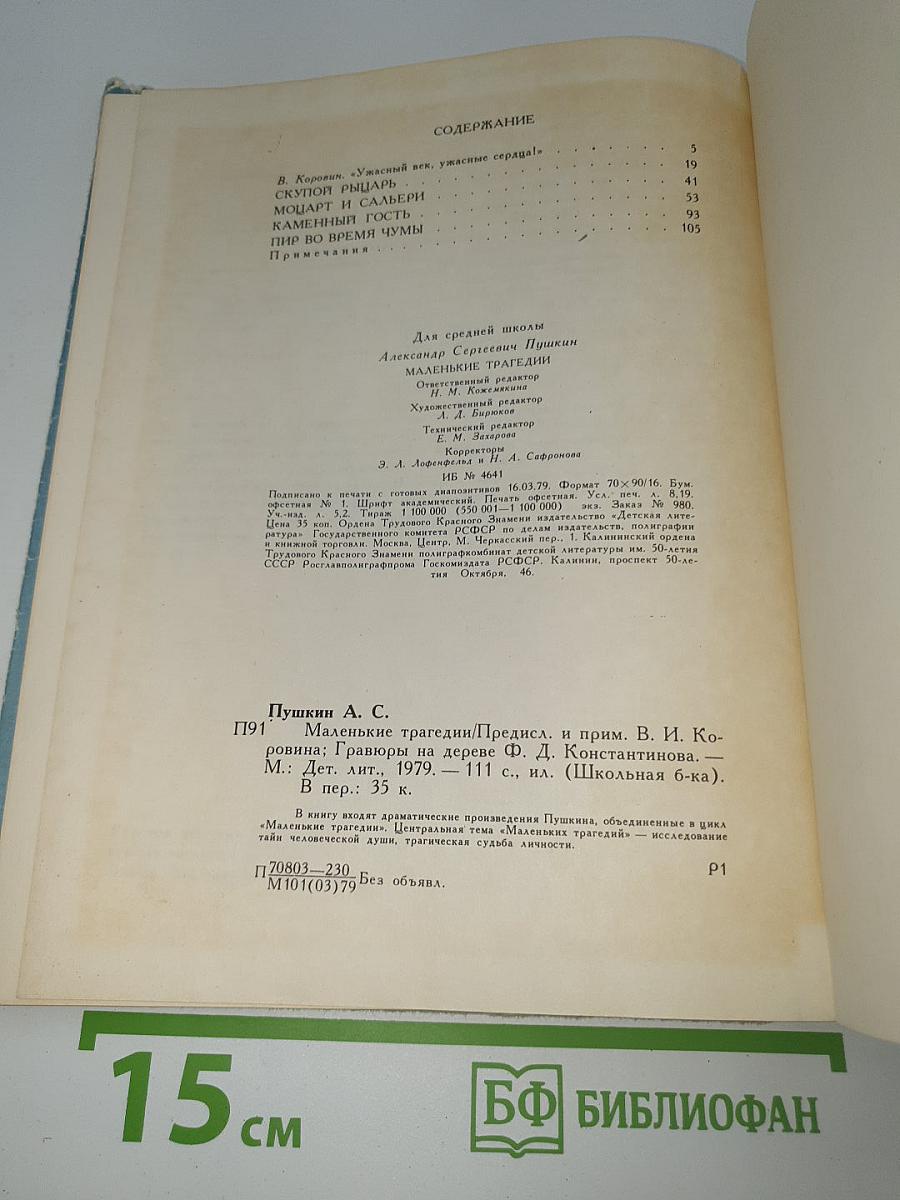 СОДЕРЖАНИЕ
В. Коровин. «Ужасный век, ужасные сердца!» . . . . . . . 5
СКУПОЙ РЫЦАРЬ . . . . . . . . . . . . . . . 19
МОЦАРТ И САЛЬЕРИ . . . . . . . . . . . . . . 41
КАМЕННЫЙ ГОСТЬ . . . . . . . . . . . . . . 53
ПИР ВО ВРЕМЯ ЧУМЫ . . . . . . . . . . . . . 93
Примечания . . . . . . . . . . . . . . . . 105
Для средней школы
Александр Сергеевич Пушкин
МАЛЕНЬКИЕ ТРАГЕДИИ
Ответственный редактор
Н. М. Кожемякина
Художественный редактор
Л. Д. Бирюков
Технический редактор
Е. М. Захарова
Корректоры
Э. Л. Лофенфельд и Н. А. Сафронова
ИБ № 4641
Подписано к печати с готовых диапозитивов 16.03.79. Формат 70×90/16. Бум.
офсетная № 1. Шрифт академический. Печать офсетная. Усл. печ. л. 8,19.
Уч.-изд. л. 5,2. Тираж 1 100 000 (550 001—1 100 000) экз. Заказ № 980.
Цена 35 коп. Ордена Трудового Красного Знамени издательство «Детская лите-
ратура» Государственного комитета РСФСР по делам издательств, полиграфии
и книжной торговли. Москва, Центр, М. Черкасский пер., 1. Калининский ордена
Трудового Красного Знамени полиграфкомбинат детской литературы им. 50-летия
СССР Росглавполиграфпрома Госкомиздата РСФСР. Калинин, проспект 50-ле-
тия Октября, 46.
Пушкин А. С.
П91 Маленькие трагедии/Предисл. и прим. В. И. Ко-
ровина; Гравюры на дереве Ф. Д. Константинова. —
М.: Дет. лит., 1979. — 111 с., ил. (Школьная б-ка).
В пер.: 35 к.
В книгу входят драматические произведения Пушкина, объединенные в цикл
«Маленькие трагедии». Центральная тема «Маленьких трагедий» — исследование
тайн человеческой души, трагическая судьба личности.
П 70803—230
М101(03)79 Без объявл.
Р1
15 см
БФ БИБЛИОФАН